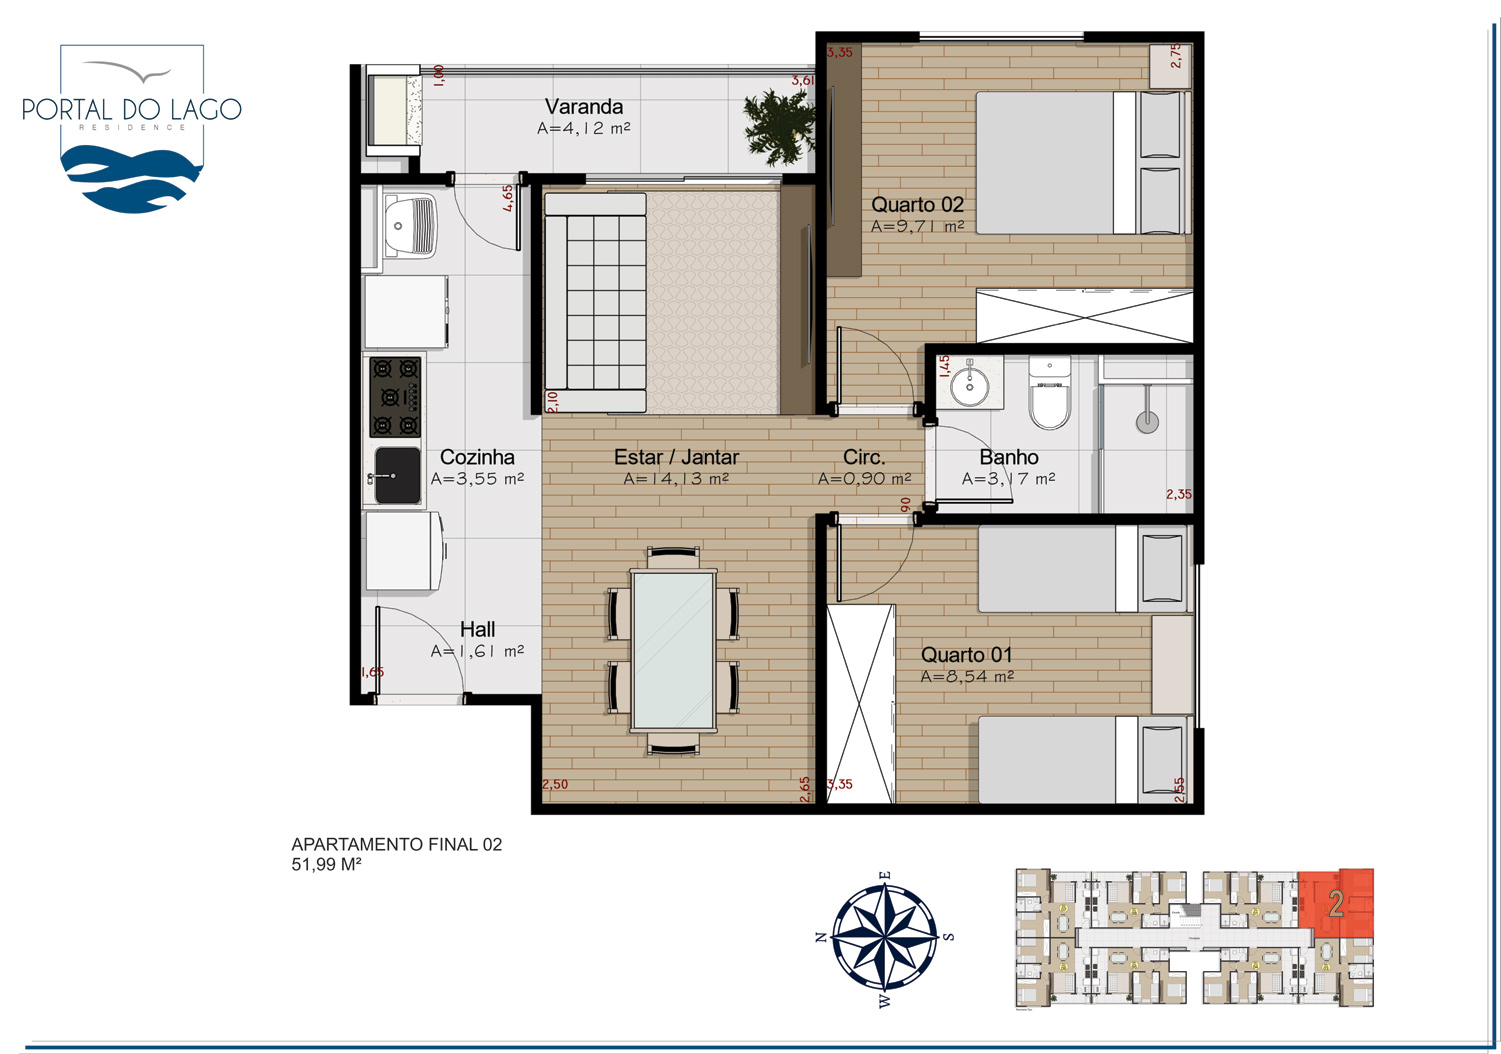 PORTAL DO LAGO
RESIDENCE
1,00
3,61
Varanda
A=4,12 m²
3,35
2,75
4,65
Quarto 02
A=9,71 m²
2,10
1,45
Cozinha
A=3,55 m²
Estar / Jantar
A=14,13 m²
Circ.
A=0,90 m²
90
Banho
A=3,17 m²
2,35
Hall
A=1,61 m²
1,65
Quarto 01
A=8,54 m²
2,50
2,65
3,35
2,55
APARTAMENTO FINAL 02
51,99 M²
E
N
S
W
2